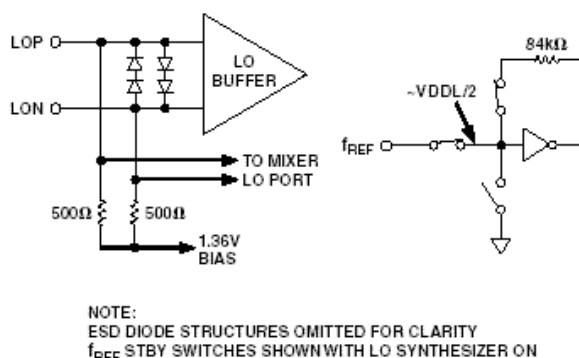 LOP
LON
LO
BUFFER
TO MIXER
LO PORT
500Ω
500Ω
1.36V
BIAS
84kΩ
~VDDL/2
fREF
NOTE:
ESD DIODE STRUCTURES OMITTED FOR CLARITY
fREF STBY SWITCHES SHOWN WITH LO SYNTHESIZER ON